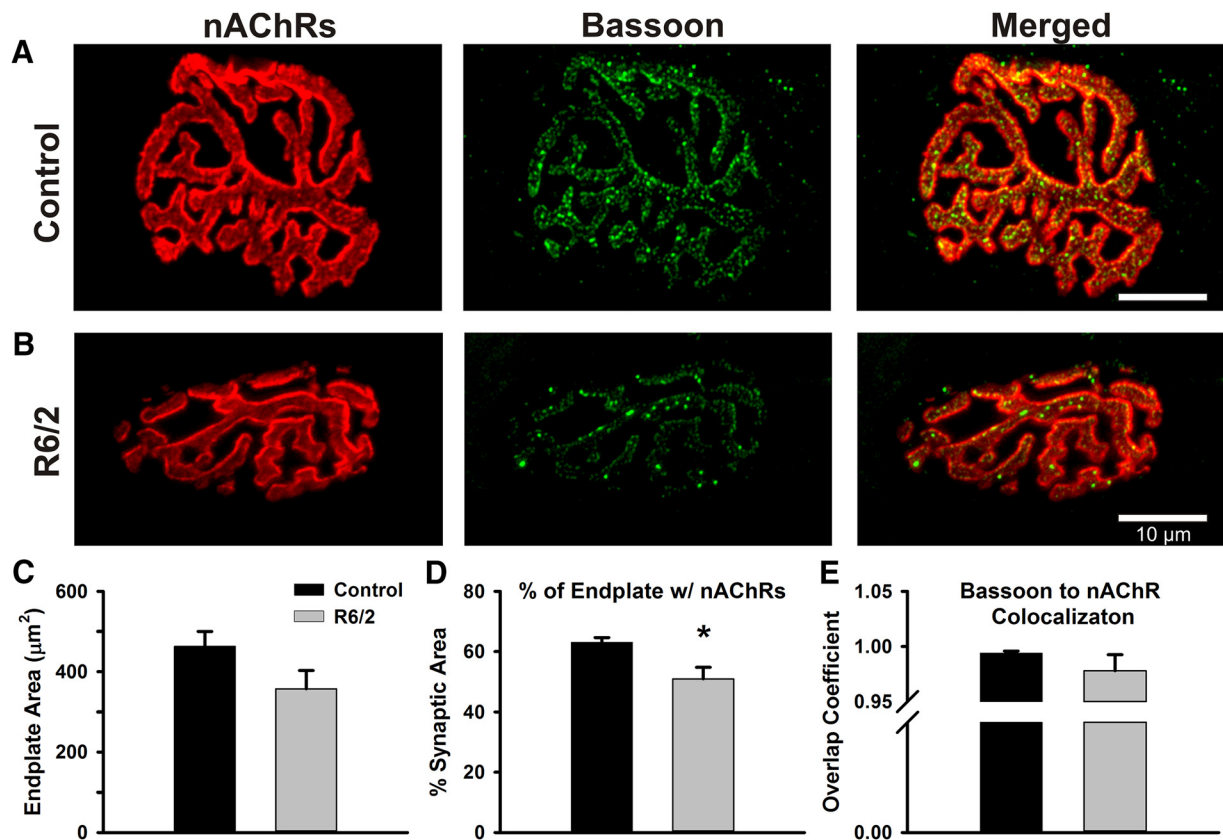 nAChRs Bassoon Merged
A
Control
B
R6/2
10 μm
C
Endplate Area (μm²)
600
400
200
0
Control
R6/2
D
% of Endplate w/ nAChRs
% Synaptic Area
80
60
40
20
0
*
E
Bassoon to nAChR
Colocalizaton
Overlap Coefficient
1.05
1.00
0.95
0.00